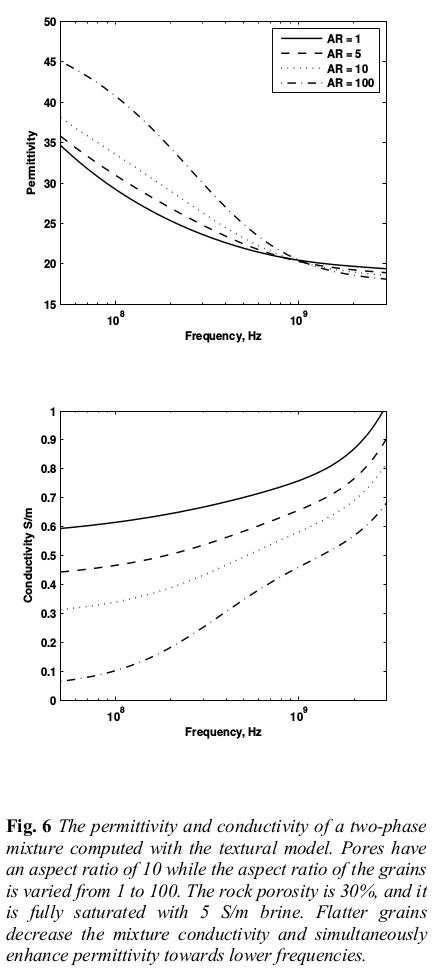 50
45
40
35
30
25
20
15
Permittivity
AR = 1
AR = 5
AR = 10
AR = 100
10^8
10^9
Frequency, Hz
1
0.9
0.8
0.7
0.6
0.5
0.4
0.3
0.2
0.1
0
Conductivity S/m
10^8
10^9
Frequency, Hz
Fig. 6 The permittivity and conductivity of a two-phase
mixture computed with the textural model. Pores have
an aspect ratio of 10 while the aspect ratio of the grains
is varied from 1 to 100. The rock porosity is 30%, and it
is fully saturated with 5 S/m brine. Flatter grains
decrease the mixture conductivity and simultaneously
enhance permittivity towards lower frequencies.